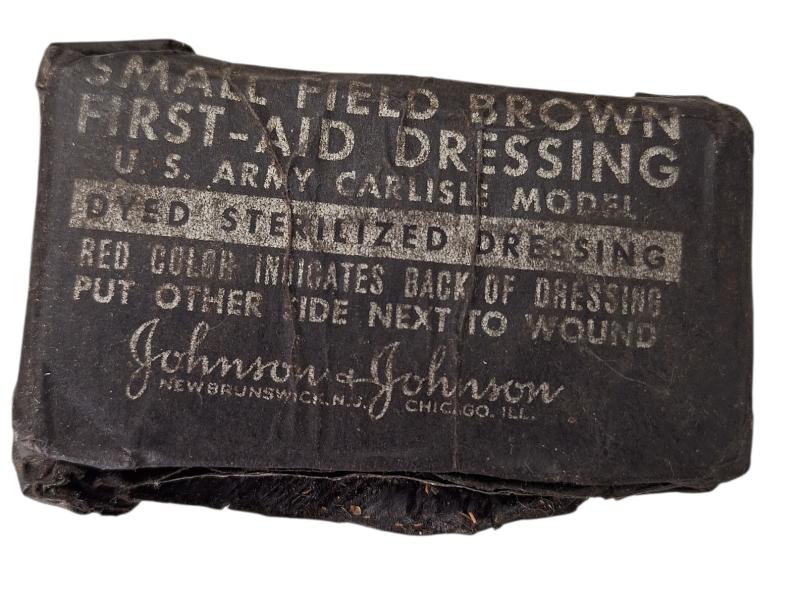 SMALL FIELD BROWN
FIRST-AID DRESSING
U.S. ARMY CARLISLE MODEL
DYED STERILIZED DRESSING
RED COLOR INDICATES BACK OF DRESSING
PUT OTHER SIDE NEXT TO WOUND
Johnson & Johnson
NEW BRUNSWICK, N.J. CHICAGO, ILL.